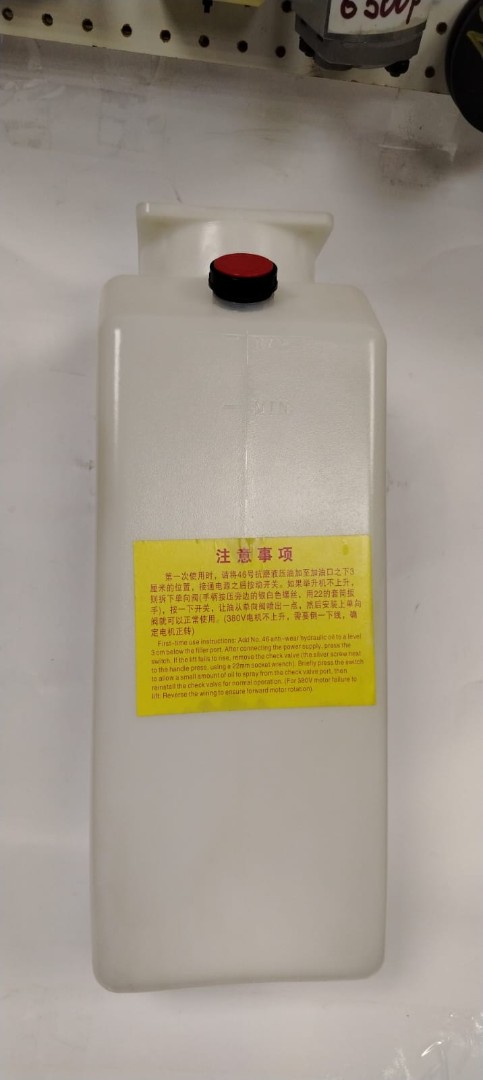 6500р
MAX
MIN
注意事项
第一次使用时，请将46号抗磨液压油加至加油口之下3
厘米的位置，接通电源之后按动开关，如果举升机不上升，
则拆下单向阀(手柄按压旁边的银白色螺丝，用22的套筒扳
手)，按一下开关，让油从单向阀喷出一点，然后安装上单向
阀就可以正常使用。(380V电机不上升，需要倒一下线，确
定电机正转)
First-time use instructions: Add No. 46 anti-wear hydraulic oil to a level
3 cm below the filler port. After connecting the power supply, press the
switch. If the lift fails to rise, remove the check valve (the silver screw next
to the handle press, using a 22mm socket wrench). Briefly press the switch
to allow a small amount of oil to spray from the check valve port, then
reinstall the check valve for normal operation. (For 380V motor failure to
lift: Reverse the wiring to ensure forward motor rotation).